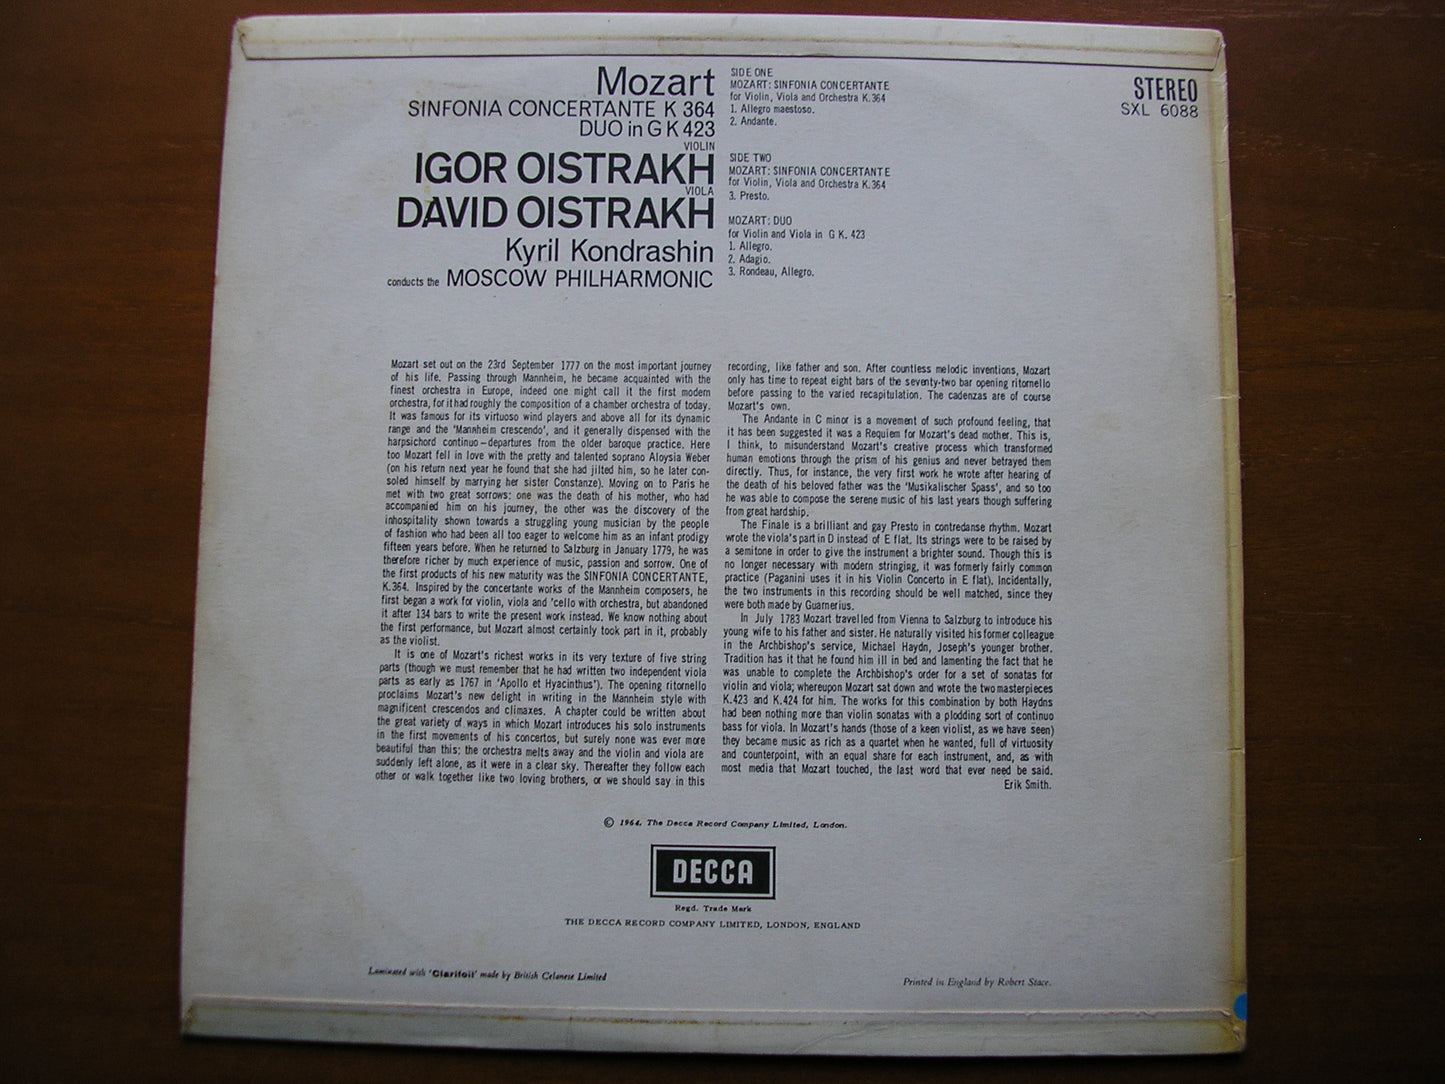 Mozart
SINFONIA CONCERTANTE K 364
DUO in G K 423
VIOLIN
IGOR OISTRAKH
VIOLA
DAVID OISTRAKH
Kyril Kondrashin
conducts the MOSCOW PHILHARMONIC
SIDE ONE
MOZART: SINFONIA CONCERTANTE
for Violin, Viola and Orchestra K.364
1. Allegro maestoso.
2. Andante.
SIDE TWO
MOZART: SINFONIA CONCERTANTE
for Violin, Viola and Orchestra K.364
3. Presto.
MOZART: DUO
for Violin and Viola in G K. 423
1. Allegro.
2. Adagio.
3. Rondeau, Allegro.
STEREO
SXL 6088
Mozart set out on the 23rd September 1777 on the most important journey
of his life. Passing through Mannheim, he became acquainted with the
finest orchestra in Europe, indeed one might call it the first modern
orchestra, for it had roughly the composition of a chamber orchestra of today.
It was famous for its virtuoso wind players and above all for its dynamic
range and the 'Mannheim crescendo', and it generally dispensed with the
harpsichord continuo – departures from the older baroque practice. Here
too Mozart fell in love with the pretty and talented soprano Aloysia Weber
(on his return next year he found that she had jilted him, so he later con-
soled himself by marrying her sister Constanze). Moving on to Paris he
met with two great sorrows: one was the death of his mother, who had
accompanied him on his journey, the other was the discovery of the
inhospitality shown towards a struggling young musician by the people
of fashion who had been all too eager to welcome him as an infant prodigy
fifteen years before. When he returned to Salzburg in January 1779, he was
therefore richer by much experience of music, passion and sorrow. One of
the first products of his new maturity was the SINFONIA CONCERTANTE,
K.364. Inspired by the concertante works of the Mannheim composers, he
first began a work for violin, viola and 'cello with orchestra, but abandoned
it after 134 bars to write the present work instead. We know nothing about
the first performance, but Mozart almost certainly took part in it, probably
as the violist.
It is one of Mozart's richest works in its very texture of five string
parts (though we must remember that he had written two independent viola
parts as early as 1767 in 'Apollo et Hyacinthus'). The opening ritornello
proclaims Mozart's new delight in writing in the Mannheim style with
magnificent crescendos and climaxes. A chapter could be written about
the great variety of ways in which Mozart introduces his solo instruments
in the first movements of his concertos, but surely none was ever more
beautiful than this: the orchestra melts away and the violin and viola are
suddenly left alone, as it were in a clear sky. Thereafter they follow each
other or walk together like two loving brothers, or we should say in this
recording, like father and son. After countless melodic inventions, Mozart
only has time to repeat eight bars of the seventy-two bar opening ritornello
before passing to the varied recapitulation. The cadenzas are of course
Mozart's own.
The Andante in C minor is a movement of such profound feeling, that
it has been suggested it was a Requiem for Mozart's dead mother. This is,
I think, to misunderstand Mozart's creative process which transformed
human emotions through the prism of his genius and never betrayed them
directly. Thus, for instance, the very first work he wrote after hearing of
the death of his beloved father was the 'Musikalischer Spass', and so too
he was able to compose the serene music of his last years though suffering
from great hardship.
The Finale is a brilliant and gay Presto in contredanse rhythm. Mozart
wrote the viola's part in D instead of E flat. Its strings were to be raised by
a semitone in order to give the instrument a brighter sound. Though this is
no longer necessary with modern stringing, it was formerly fairly common
practice (Paganini uses it in his Violin Concerto in E flat). Incidentally,
the two instruments in this recording should be well matched, since they
were both made by Guarnerius.
In July 1783 Mozart travelled from Vienna to Salzburg to introduce his
young wife to his father and sister. He naturally visited his former colleague
in the Archbishop's service, Michael Haydn, Joseph's younger brother.
Tradition has it that he found him ill in bed and lamenting the fact that he
was unable to complete the Archbishop's order for a set of sonatas for
violin and viola; whereupon Mozart sat down and wrote the two masterpieces
K.423 and K.424 for him. The works for this combination by both Haydns
had been nothing more than violin sonatas with a plodding sort of continuo
bass for viola. In Mozart's hands (those of a keen violist, as we have seen)
they became music as rich as a quartet when he wanted, full of virtuosity
and counterpoint, with an equal share for each instrument, and, as with
most media that Mozart touched, the last word that ever need be said.
Erik Smith.
© 1964, The Decca Record Company Limited, London.
DECCA
Regd. Trade Mark
THE DECCA RECORD COMPANY LIMITED, LONDON, ENGLAND
Laminated with 'Clarifoil' made by British Celanese Limited
Printed in England by Robert Stace.